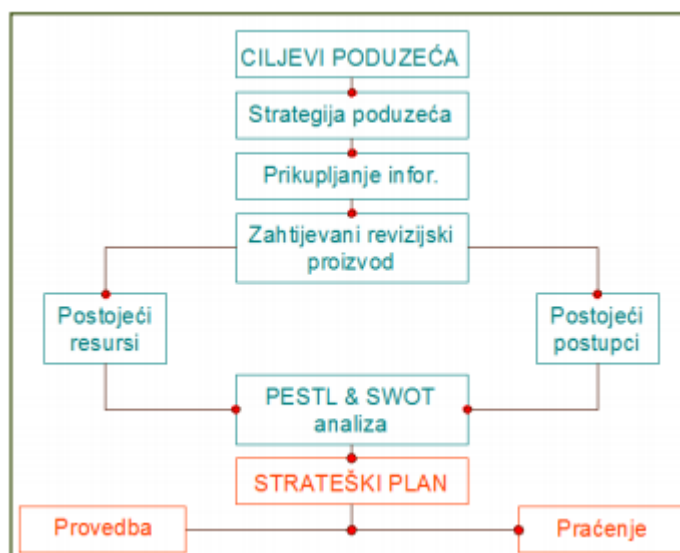 CILJEVI PODUZEĆA
Strategija poduzeća
Prikupljanje infor.
Zahtijevani revizijski
proizvod
Postojeći
resursi
Postojeći
postupci
PESTL & SWOT
analiza
STRATEŠKI PLAN
Provedba
Praćenje